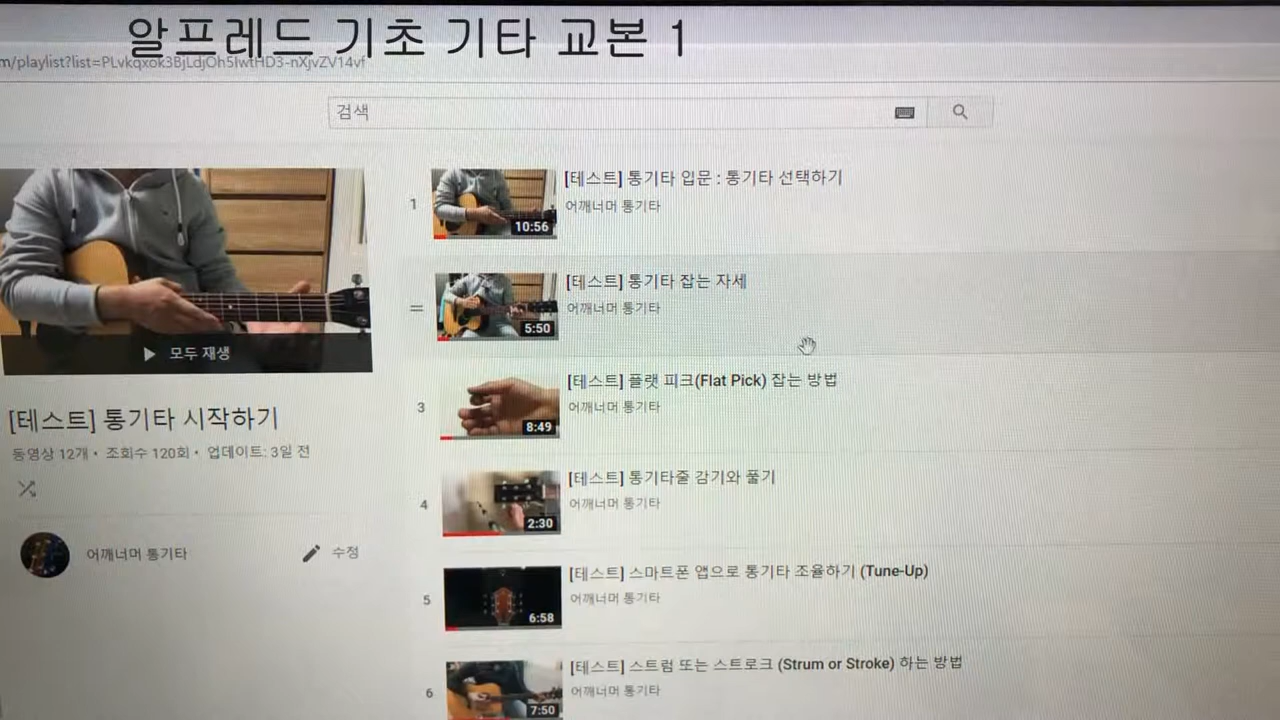 알프레드 기초 기타 교본 1
m/playlist?list=PLvkqxok3BjLdjOh5IwtHD3-nXjvZV14vf
검색
모두 재생
[테스트] 통기타 시작하기
동영상 12개 • 조회수 120회 • 업데이트: 3일 전
어깨너머 통기타
수정
1
10:56
[테스트] 통기타 입문 : 통기타 선택하기
어깨너머 통기타
=
5:50
[테스트] 통기타 잡는 자세
어깨너머 통기타
3
8:49
[테스트] 플랫 피크(Flat Pick) 잡는 방법
어깨너머 통기타
4
2:30
[테스트] 통기타줄 감기와 풀기
어깨너머 통기타
5
6:58
[테스트] 스마트폰 앱으로 통기타 조율하기 (Tune-Up)
어깨너머 통기타
6
7:50
[테스트] 스트럼 또는 스트로크 (Strum or Stroke) 하는 방법
어깨너머 통기타